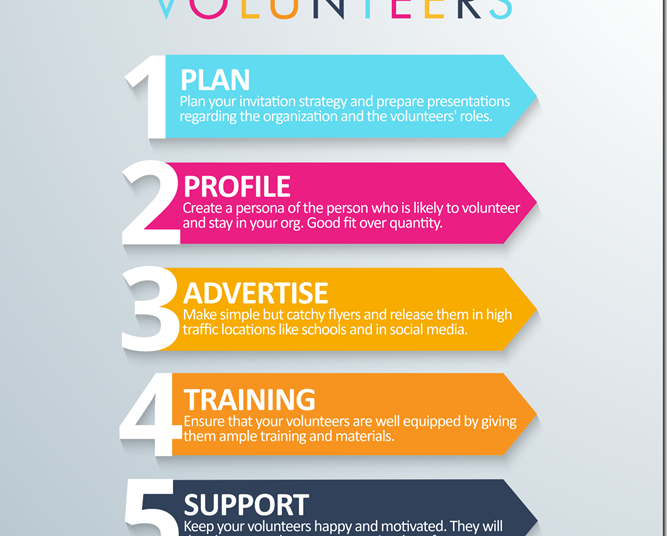 VOLUNTEERS
1 PLAN
Plan your invitation strategy and prepare presentations
regarding the organization and the volunteers' roles.
2 PROFILE
Create a persona of the person who is likely to volunteer
and stay in your org. Good fit over quantity.
3 ADVERTISE
Make simple but catchy flyers and release them in high
traffic locations like schools and in social media.
4 TRAINING
Ensure that your volunteers are well equipped by giving
them ample training and materials.
5 SUPPORT
Keep your volunteers happy and motivated. They will